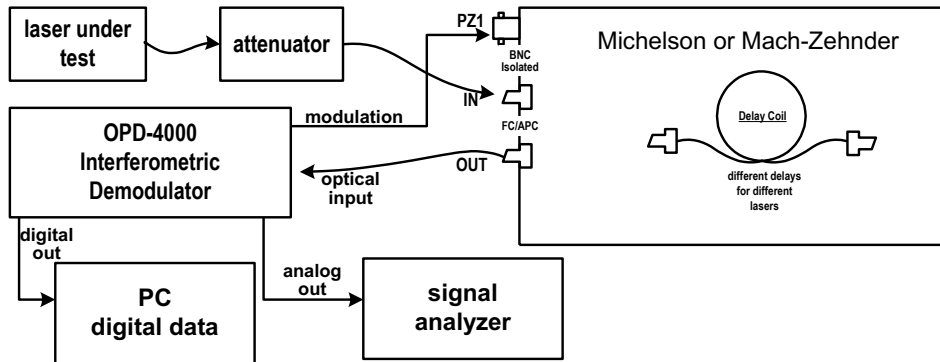 laser under
test
attenuator
PZ1
BNC
Isolated
IN
FC/APC
OUT
Michelson or Mach-Zehnder
Delay Coil
different delays
for different
lasers
modulation
OPD-4000
Interferometric
Demodulator
optical
input
digital
out
analog
out
PC
digital data
signal
analyzer